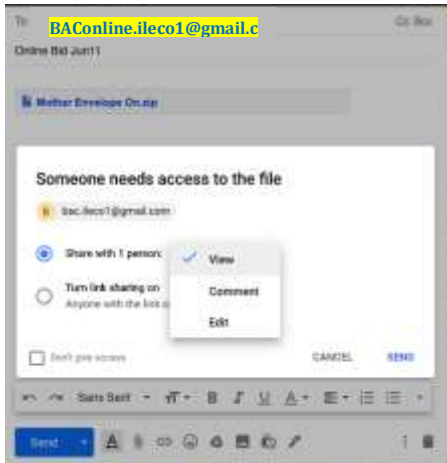 To
BAConline.ileco1@gmail.c
Cc Bcc
Online Bid Jun11
Mother Envelope On.zip
Someone needs access to the file
B bac.ileco1@gmail.com
Share with 1 person:
View
Turn link sharing on
Comment
Anyone with the link c
Edit
Don't give access
CANCEL
SEND
Sans Serif
B I U A
Send
A